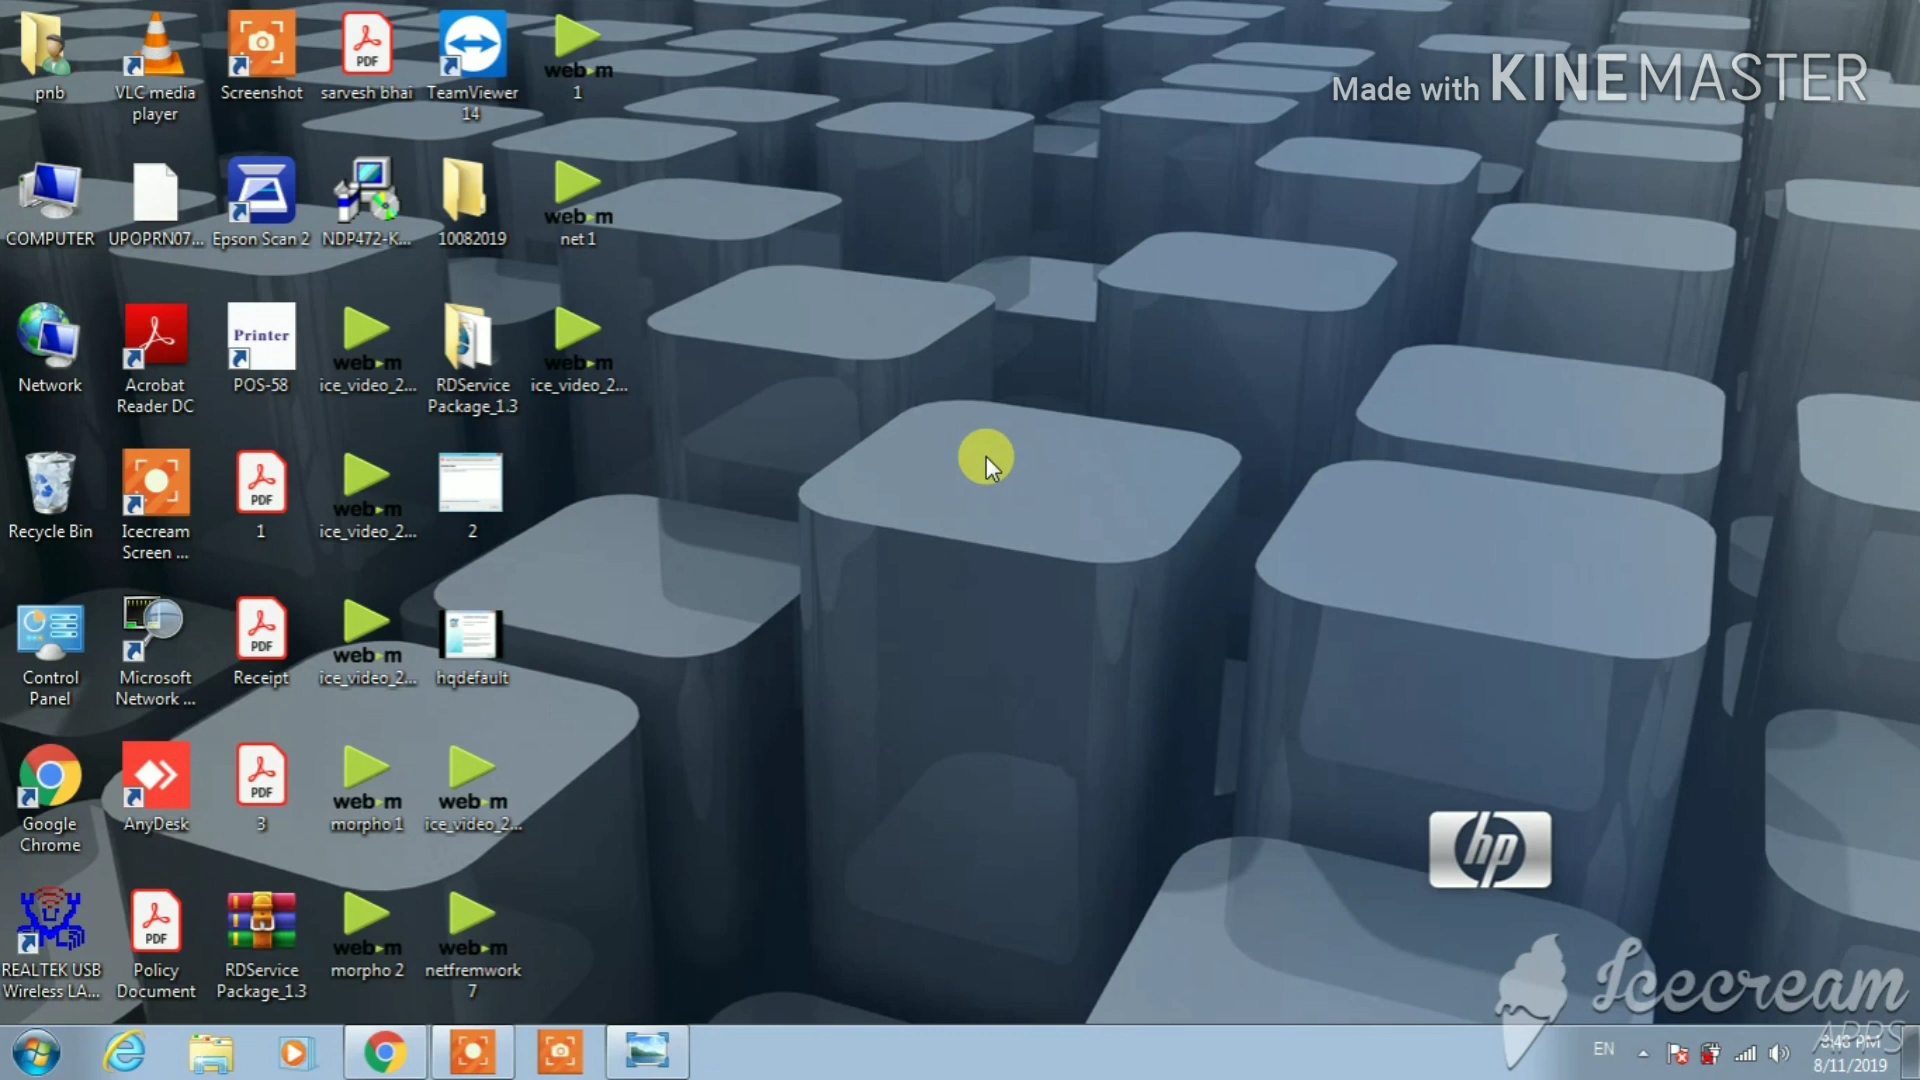 Made with KINEMASTER
pnb
VLC media
player
Screenshot
PDF
sarvesh bhai
TeamViewer
14
web m
1
COMPUTER
UPOPRN07...
Epson Scan 2
NDP472-K...
10082019
web m
net 1
Network
Acrobat
Reader DC
Printer
POS-58
web m
ice_video_2...
RDService
Package_1.3
web m
ice_video_2...
Recycle Bin
Icecream
Screen ...
PDF
1
web m
ice_video_2...
2
Control
Panel
Microsoft
Network ...
PDF
Receipt
web m
ice_video_2...
hqdefault
Google
Chrome
AnyDesk
PDF
3
web m
morpho 1
web m
ice_video_2...
REALTEK USB
Wireless LA...
PDF
Policy
Document
RDService
Package_1.3
web m
morpho 2
web m
netfremwork
7
hp
Icecream
APPS
EN
8:48 PM
8/11/2019